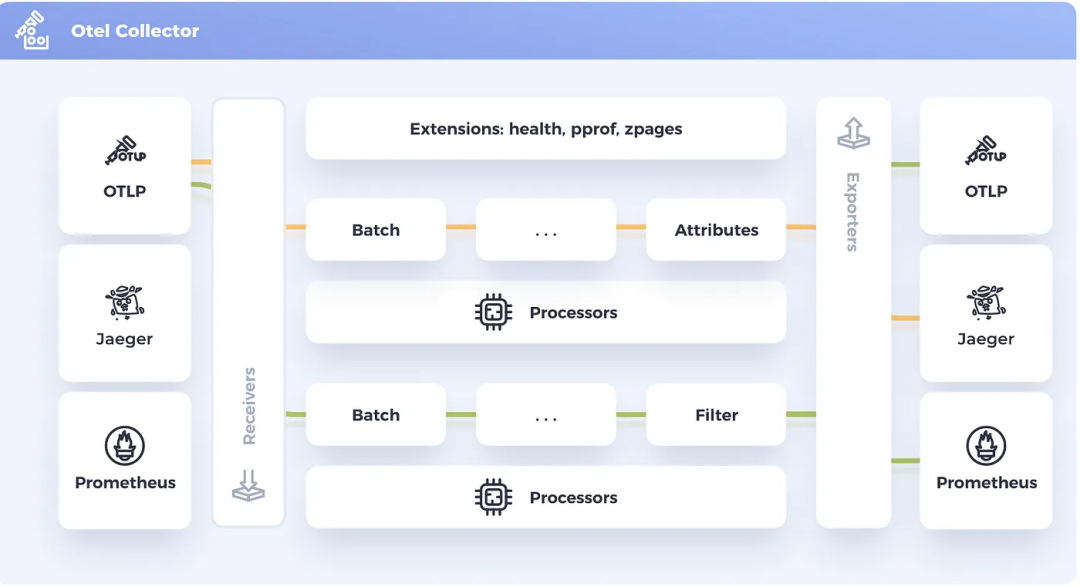 Otel Collector
OTLP
OTLP
Jaeger
Prometheus
Receivers
Extensions: health, pprof, zpages
Batch
...
Attributes
Processors
Batch
...
Filter
Processors
Exporters
OTLP
OTLP
Jaeger
Prometheus